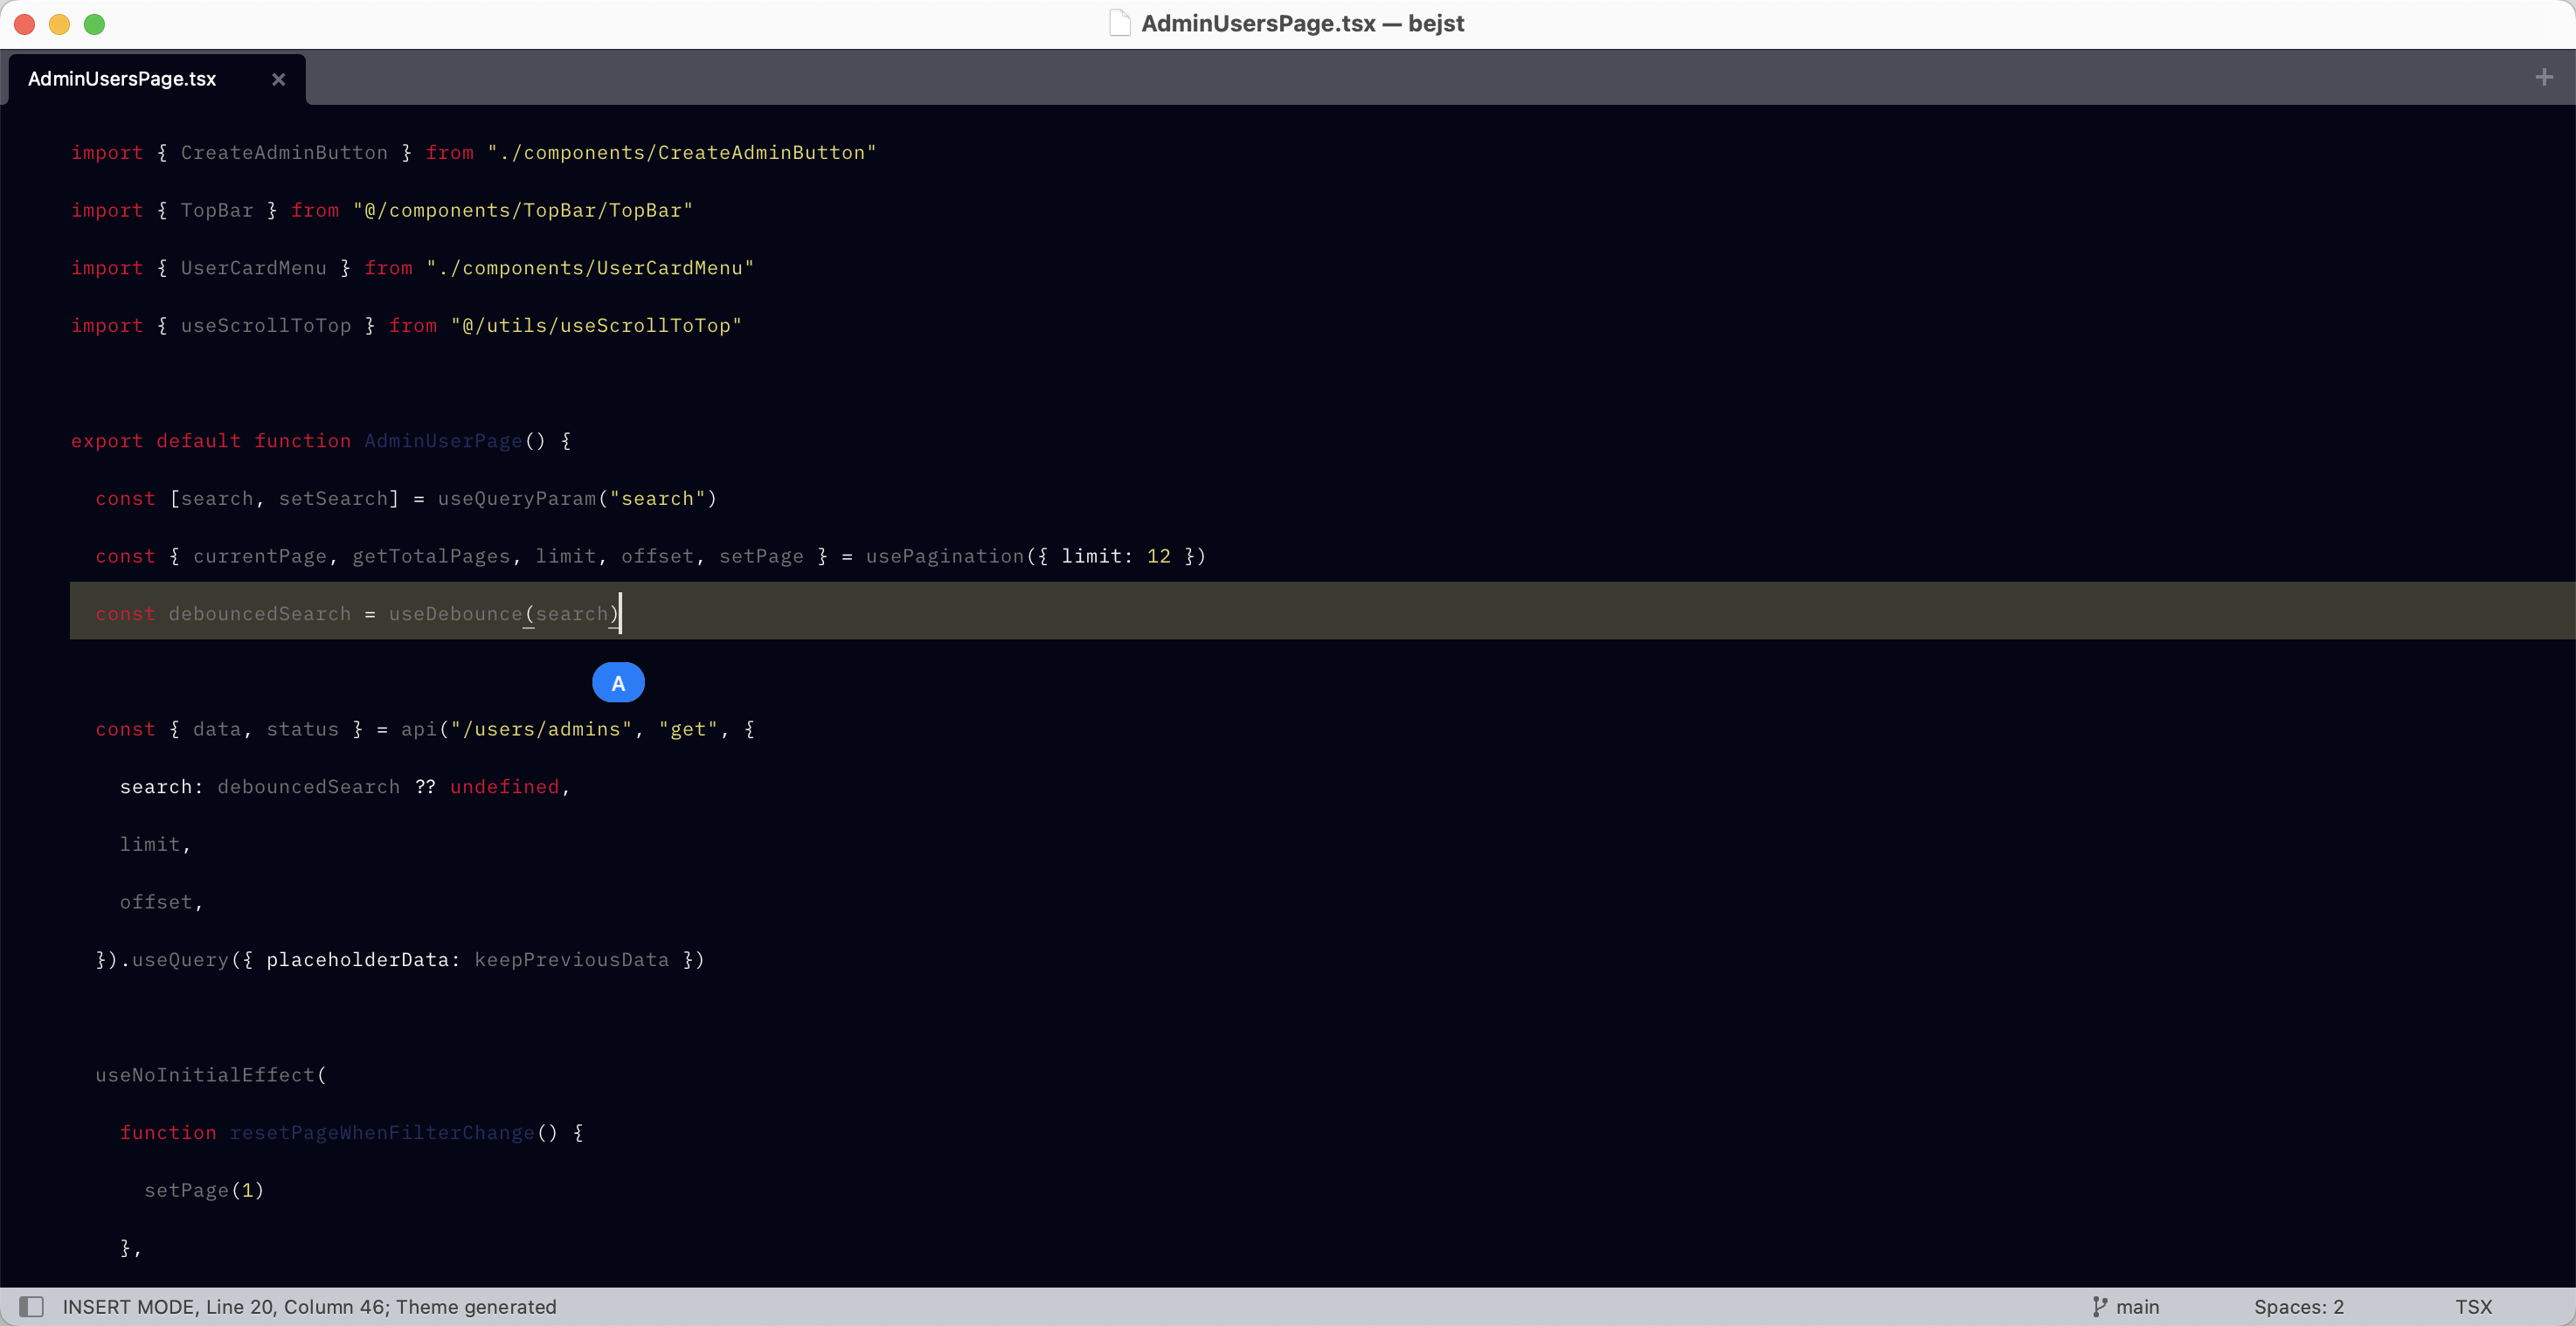 AdminUsersPage.tsx — bejst
AdminUsersPage.tsx
import { CreateAdminButton } from "./components/CreateAdminButton"
import { TopBar } from "@/components/TopBar/TopBar"
import { UserCardMenu } from "./components/UserCardMenu"
import { useScrollToTop } from "@/utils/useScrollToTop"
export default function AdminUserPage() {
const [search, setSearch] = useQueryParam("search")
const { currentPage, getTotalPages, limit, offset, setPage } = usePagination({ limit: 12 })
const debouncedSearch = useDebounce(search)
A
const { data, status } = api("/users/admins", "get", {
search: debouncedSearch ?? undefined,
limit,
offset,
}).useQuery({ placeholderData: keepPreviousData })
useNoInitialEffect(
function resetPageWhenFilterChange() {
setPage(1)
},
INSERT MODE, Line 20, Column 46; Theme generated
main
Spaces: 2
TSX